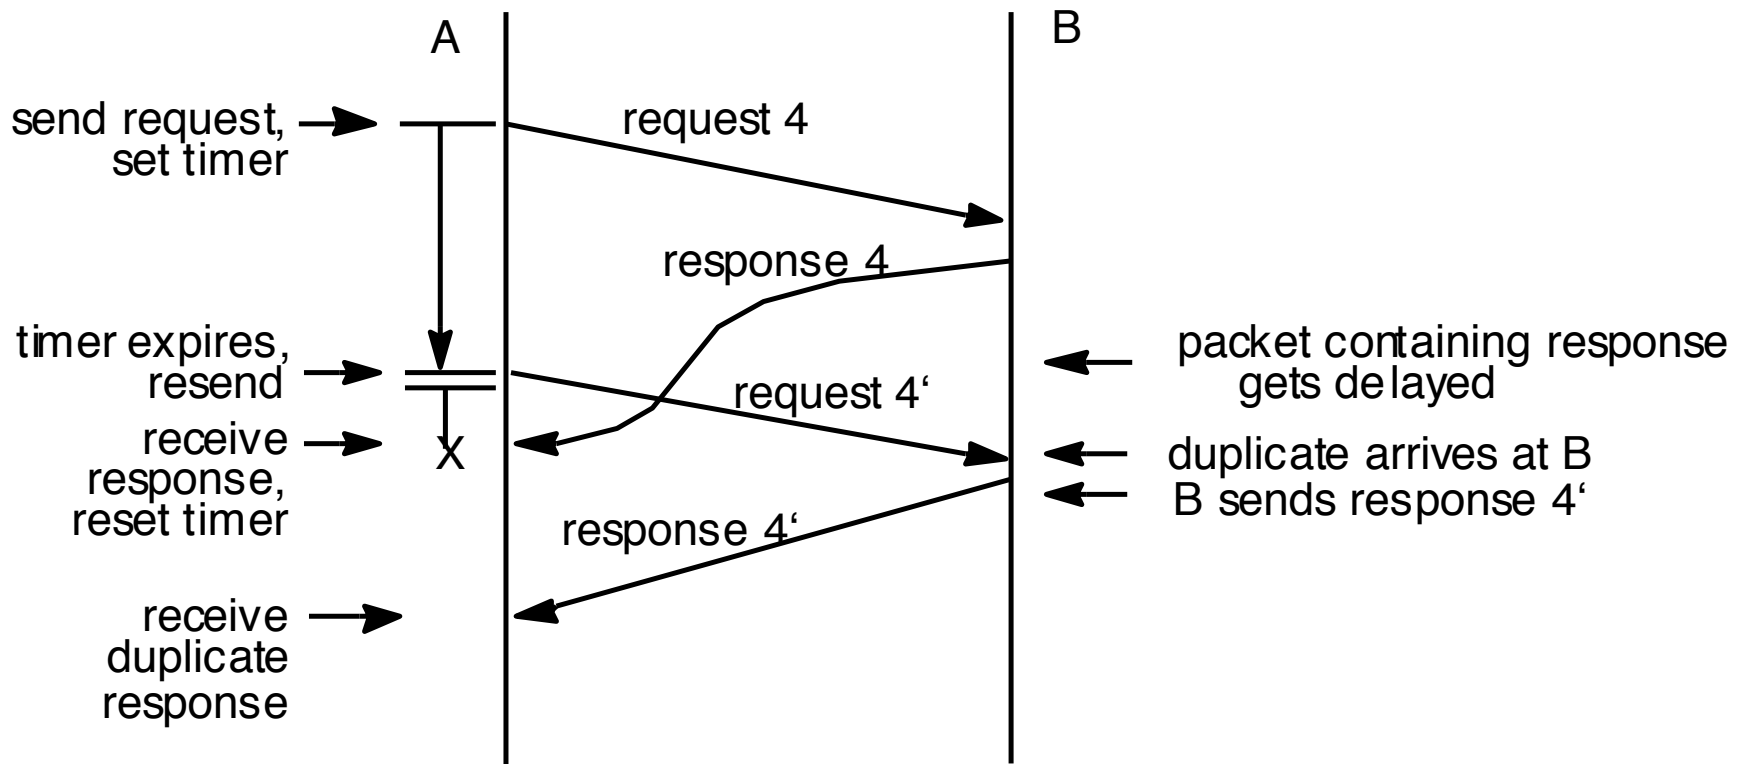 A
B
send request,
set timer
request 4
response 4
timer expires,
resend
packet containing response
gets delayed
request 4‘
receive
response,
reset timer
X
duplicate arrives at B
B sends response 4‘
response 4‘
receive
duplicate
response